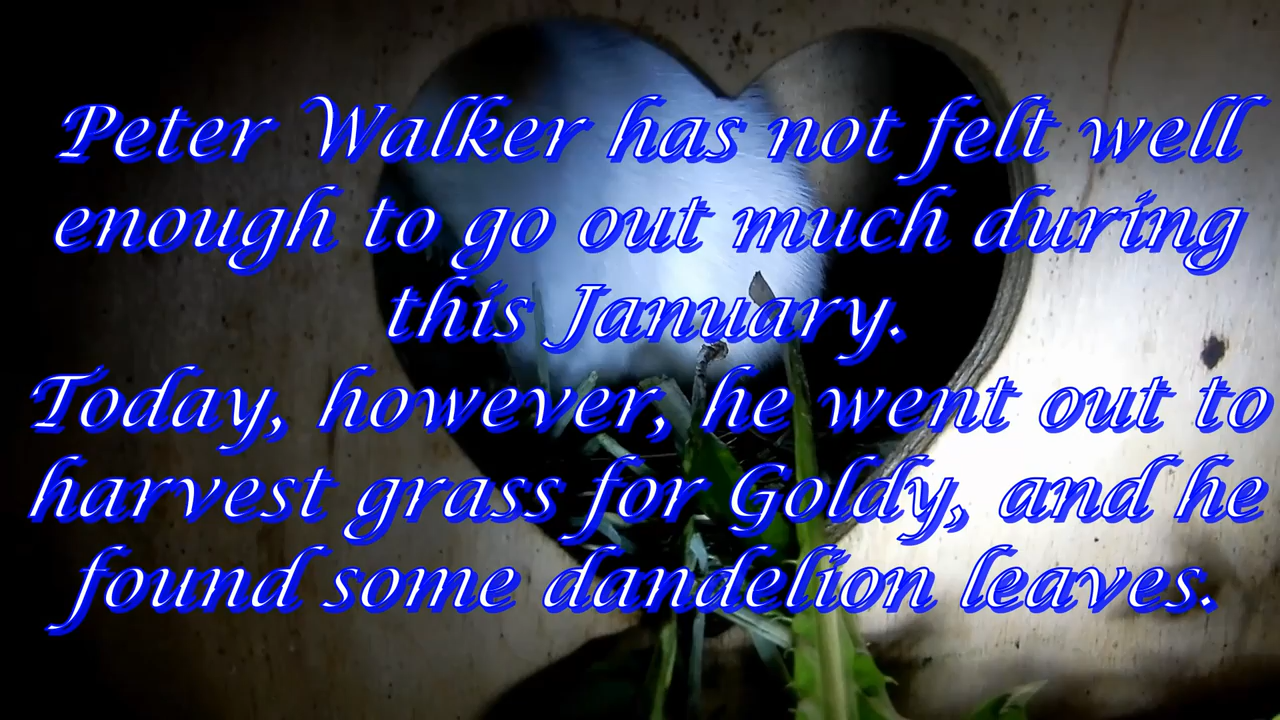 Peter Walker has not felt well
enough to go out much during
this January.
Today, however, he went out to
harvest grass for Goldy, and he
found some dandelion leaves.